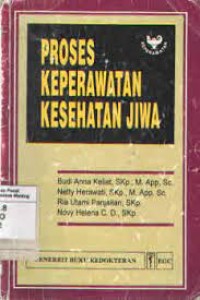 PROSES
KEPERAWATAN
KESEHATAN JIWA
Budi Anna Keliat, SKp., M. App. Sc.
Netty Herawati, SKp., M. App. Sc.
Ria Utami Panjaitan, SKp.
Novy Helena C. D., SKp.
PENERBIT BUKU KEDOKTERAN
EGC